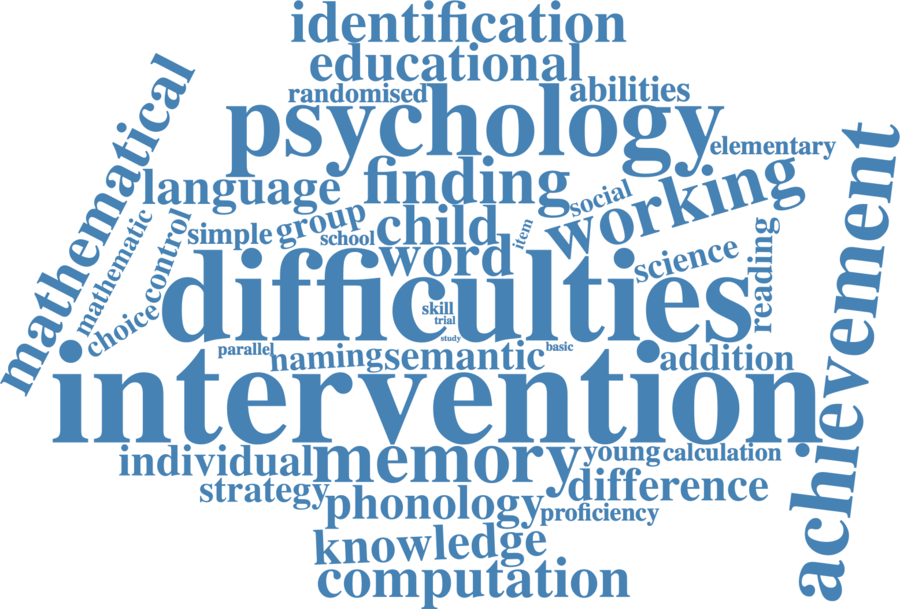 identification
educational
randomised
abilities
psychology
elementary
mathematical
language
finding
social
working
achievement
mathematic
control
simple
group
school
child
item
word
science
reading
choice
difficulties
skill
trial
study
parallel
naming
semantic
basic
addition
intervention
individual
memory
young
calculation
strategy
difference
phonology
proficiency
knowledge
computation